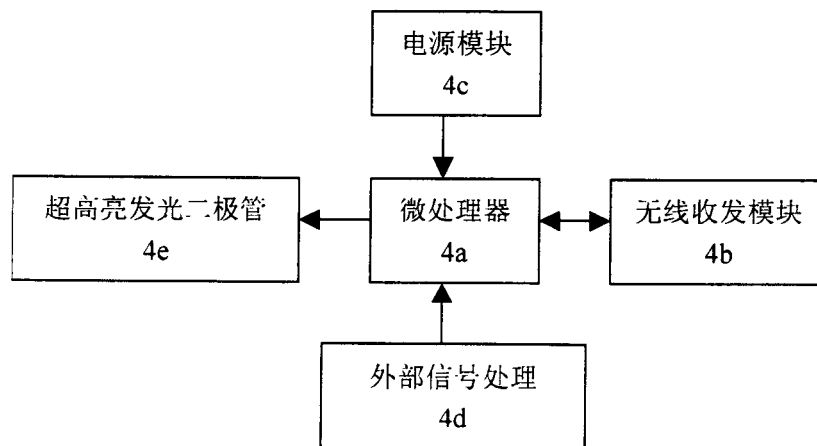 电源模块
4c
超高亮发光二极管
4e
微处理器
4a
无线收发模块
4b
外部信号处理
4d